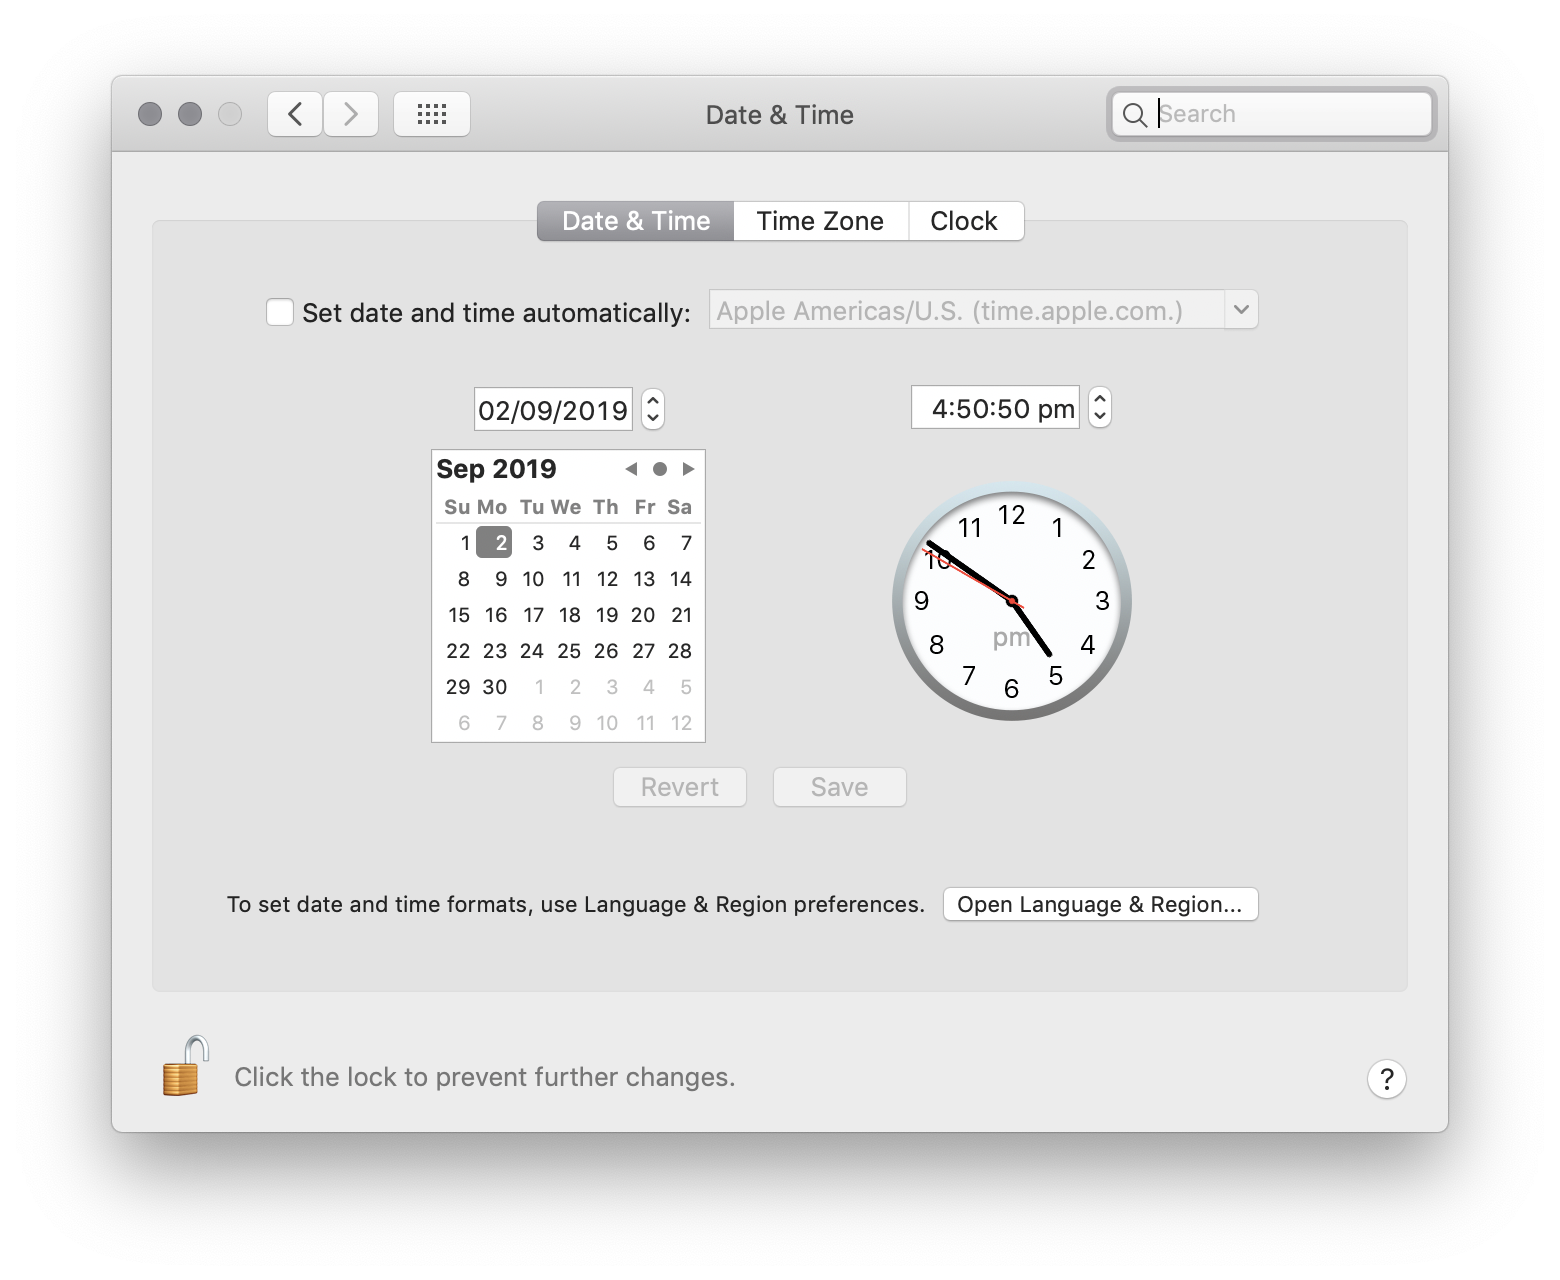 Date & Time
Search
Date & Time Time Zone Clock
Set date and time automatically: Apple Americas/U.S. (time.apple.com.)
02/09/2019 4:50:50 pm
Sep 2019
Su Mo Tu We Th Fr Sa
1 2 3 4 5 6 7
8 9 10 11 12 13 14
15 16 17 18 19 20 21
22 23 24 25 26 27 28
29 30 1 2 3 4 5
6 7 8 9 10 11 12
12
11 1
10 2
9 3
pm
8 4
7 5
6
Revert Save
To set date and time formats, use Language & Region preferences. Open Language & Region...
Click the lock to prevent further changes. ?